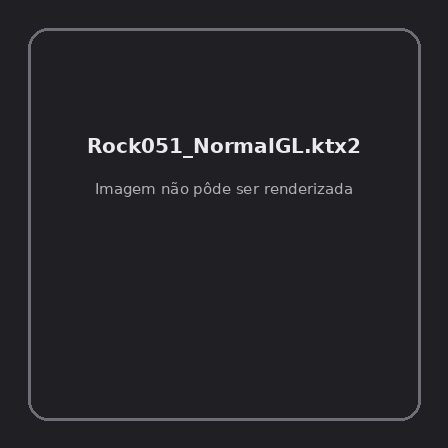 Rock051_NormalGL.ktx2
Imagem não pôde ser renderizada